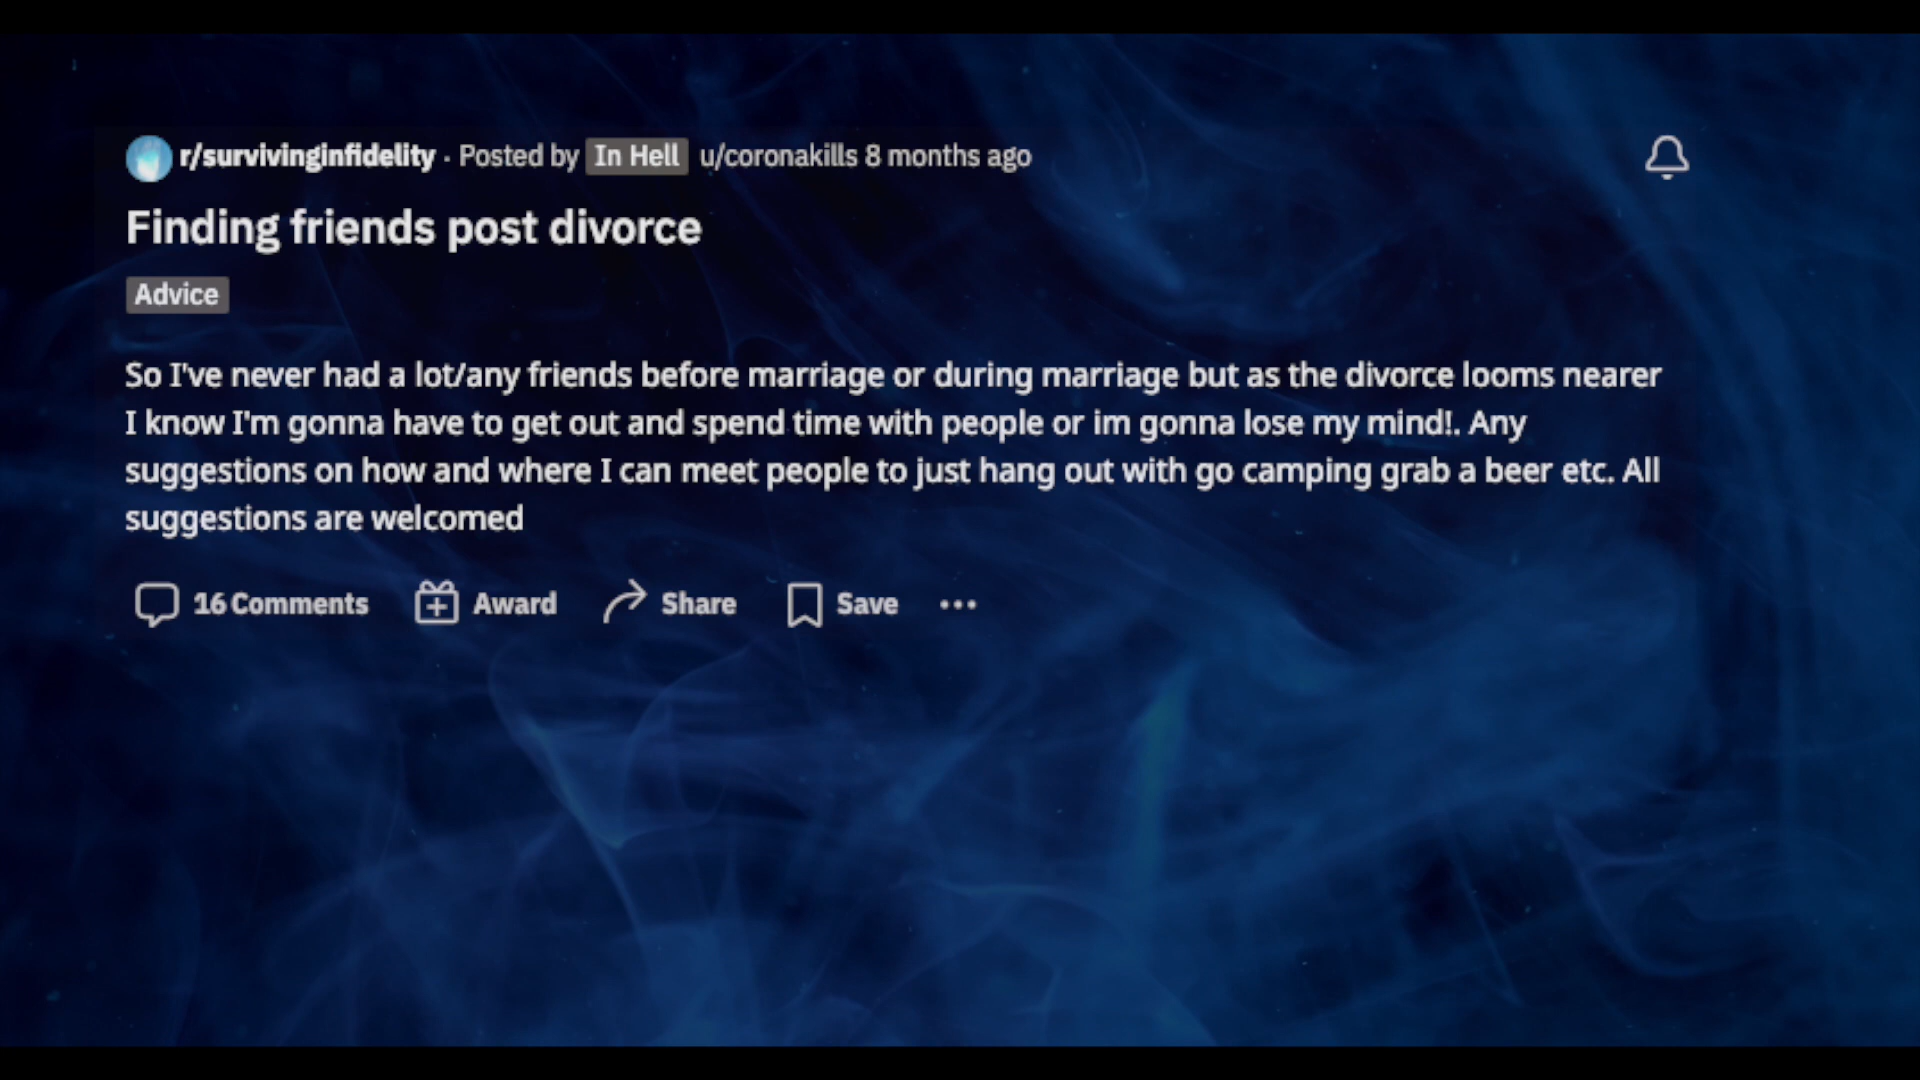 r/survivinginfidelity · Posted by In Hell u/coronakills 8 months ago
Finding friends post divorce
Advice
So I've never had a lot/any friends before marriage or during marriage but as the divorce looms nearer
I know I'm gonna have to get out and spend time with people or im gonna lose my mind!. Any
suggestions on how and where I can meet people to just hang out with go camping grab a beer etc. All
suggestions are welcomed
16 Comments Award Share Save ...